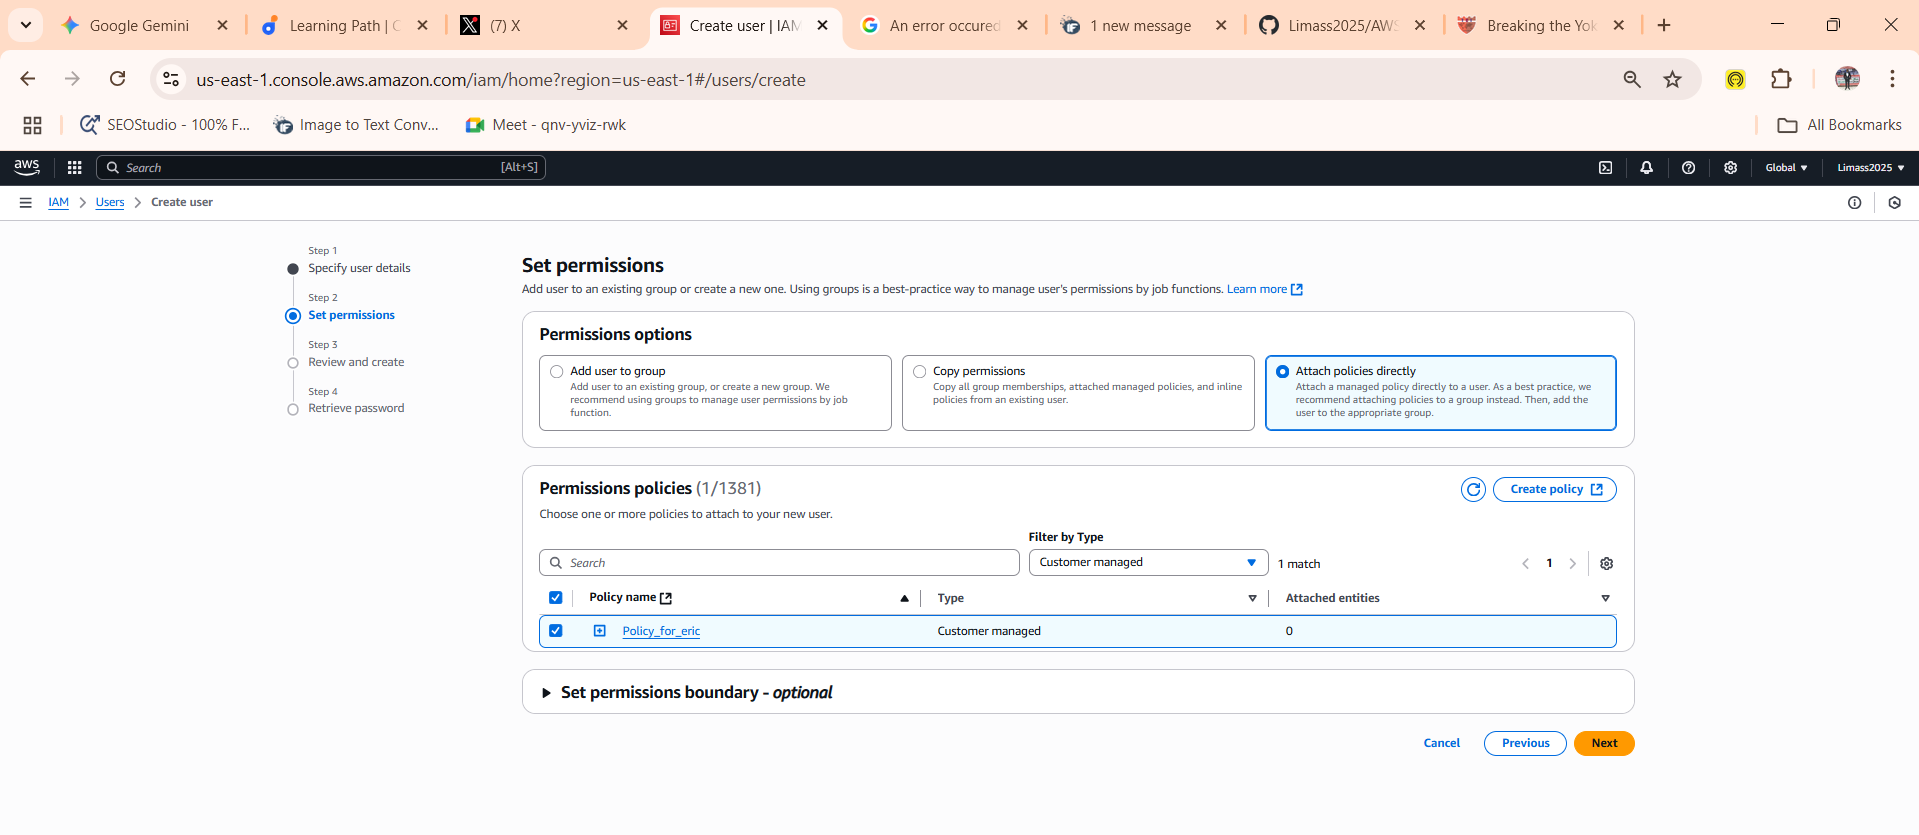 Google Gemini
Learning Path | C
(7) X
Create user | IAM
An error occured
1 new message
Limass2025/AWS
Breaking the Yok
us-east-1.console.aws.amazon.com/iam/home?region=us-east-1#/users/create
SEOStudio - 100% F...
Image to Text Conv...
Meet - qnv-yviz-rwk
All Bookmarks
aws
Search
[Alt+S]
Global
Limass2025
IAM
Users
Create user
Step 1
Specify user details
Step 2
Set permissions
Step 3
Review and create
Step 4
Retrieve password
Set permissions
Add user to an existing group or create a new one. Using groups is a best-practice way to manage user's permissions by job functions. Learn more
Permissions options
Add user to group
Add user to an existing group, or create a new group. We
recommend using groups to manage user permissions by job
function.
Copy permissions
Copy all group memberships, attached managed policies, and inline
policies from an existing user.
Attach policies directly
Attach a managed policy directly to a user. As a best practice, we
recommend attaching policies to a group instead. Then, add the
user to the appropriate group.
Permissions policies (1/1381)
Create policy
Choose one or more policies to attach to your new user.
Filter by Type
Search
Customer managed
1 match
1
Policy name
Type
Attached entities
Policy_for_eric
Customer managed
0
Set permissions boundary - optional
Cancel
Previous
Next